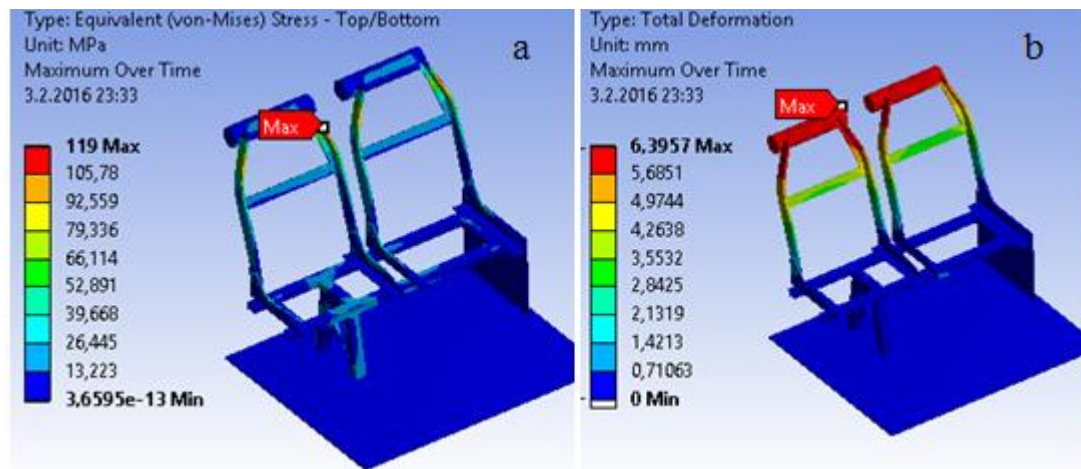 Type: Equivalent (von-Mises) Stress - Top/Bottom
Unit: MPa
Maximum Over Time
3.2.2016 23:33
a
Max
119 Max
105,78
92,559
79,336
66,114
52,891
39,668
26,445
13,223
3,6595e-13 Min
Type: Total Deformation
Unit: mm
Maximum Over Time
3.2.2016 23:33
b
Max
6,3957 Max
5,6851
4,9744
4,2638
3,5532
2,8425
2,1319
1,4213
0,71063
0 Min